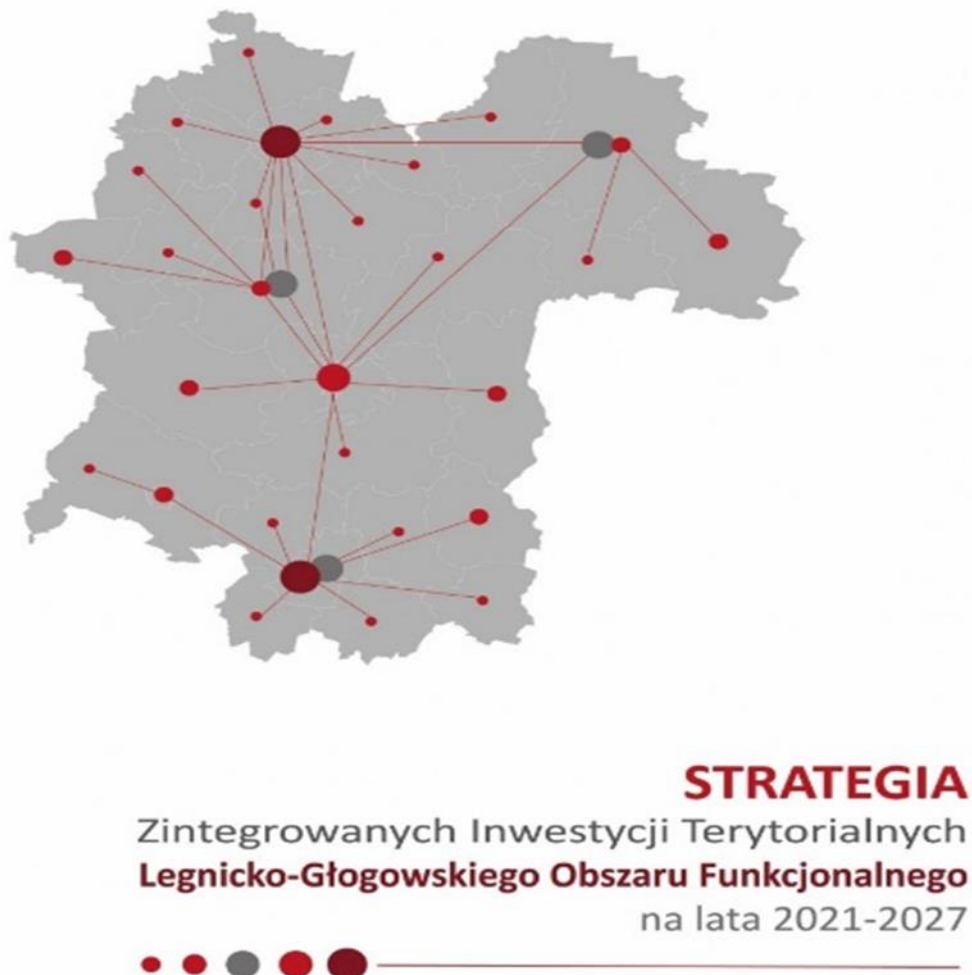 STRATEGIA
Zintegrowanych Inwestycji Terytorialnych
Legnicko-Głogowskiego Obszaru Funkcjonalnego
na lata 2021-2027